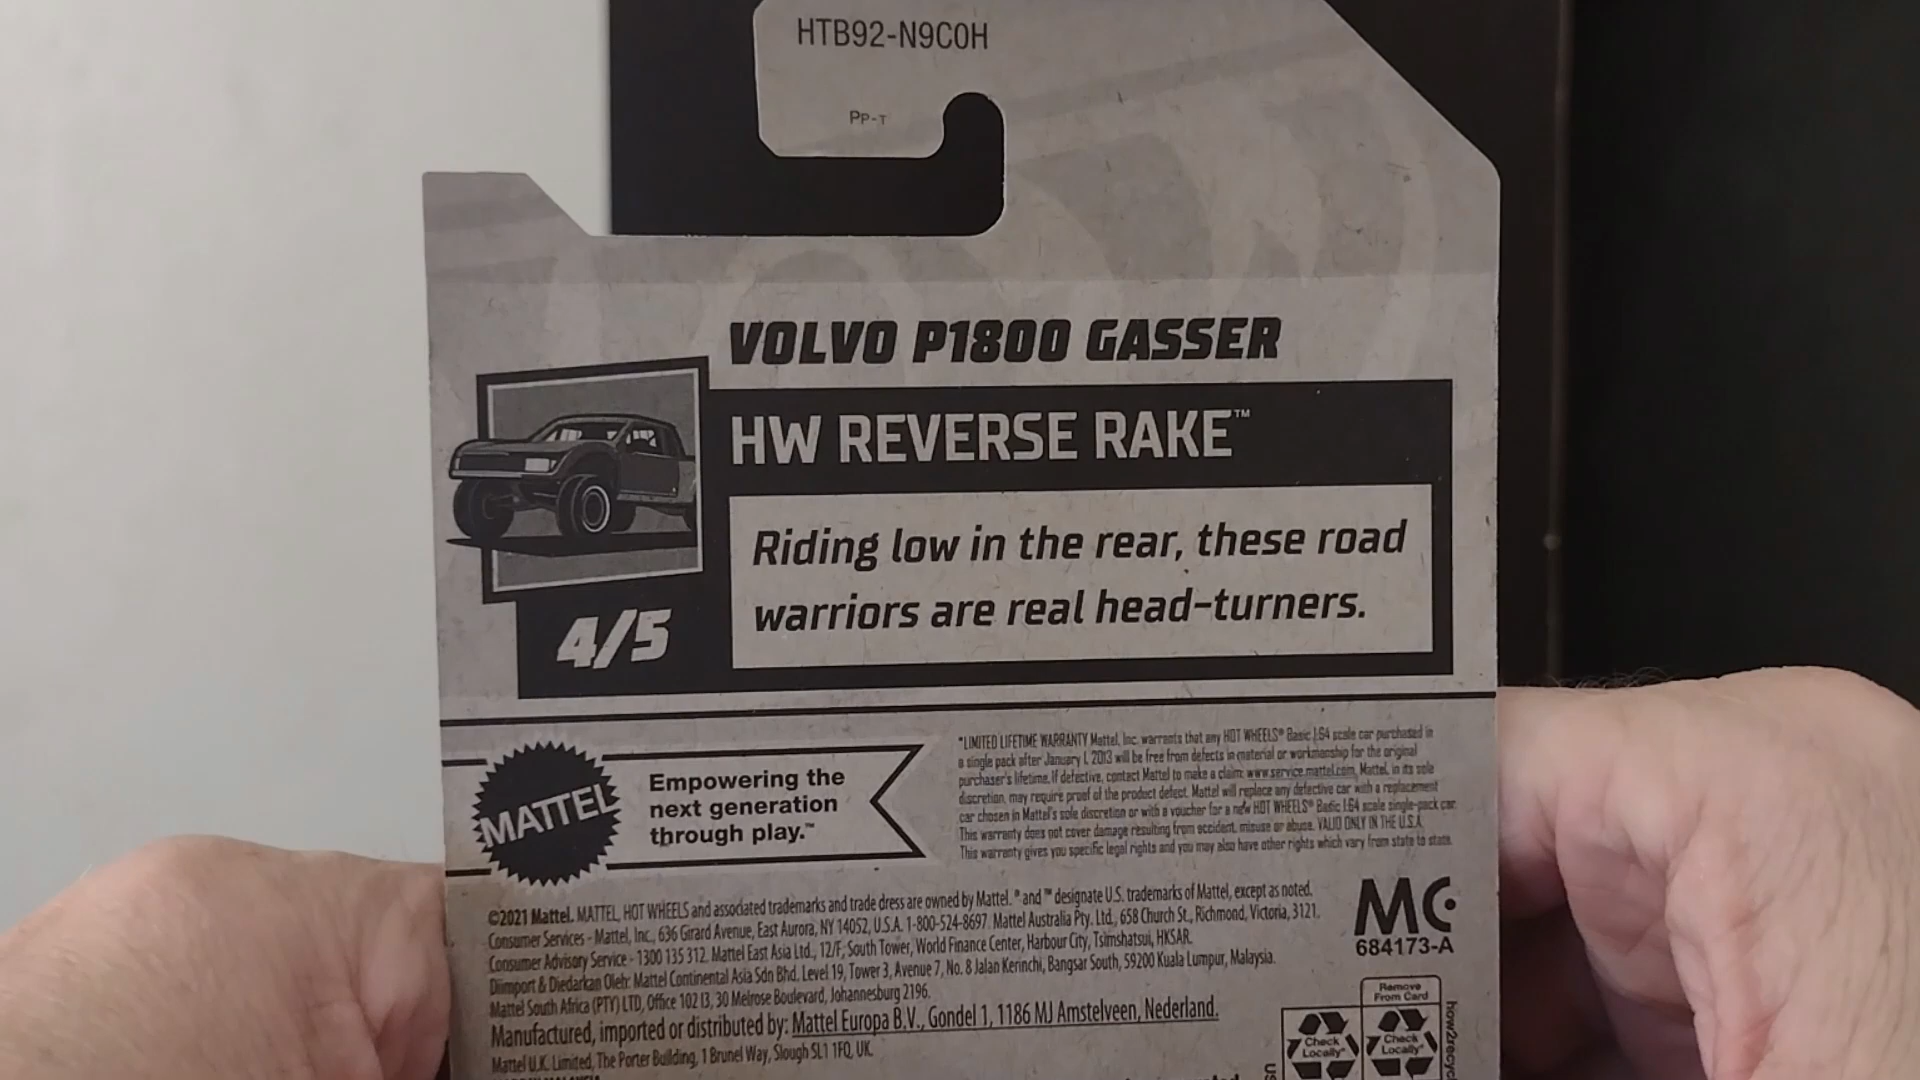 HTB92-N9C0H
PP-T
VOLVO P1800 GASSER
HW REVERSE RAKE™
Riding low in the rear, these road
warriors are real head-turners.
4/5
MATTEL
Empowering the
next generation
through play.™
*LIMITED LIFETIME WARRANTY Mattel, Inc. warrants that any HOT WHEELS® Basic 1:64 scale car purchased in
a single pack after January 1, 2013 will be free from defects in material or workmanship for the original
purchaser's lifetime. If defective, contact Mattel to make a claim: www.service.mattel.com. Mattel, in its sole
discretion, may require proof of the product defect. Mattel will replace any defective car with a replacement
car chosen in Mattel's sole discretion or with a voucher for a new HOT WHEELS® Basic 1:64 scale single-pack car.
This warranty does not cover damage resulting from accident, misuse or abuse. VALID ONLY IN THE U.S.A.
This warranty gives you specific legal rights and you may also have other rights which vary from state to state.
©2021 Mattel. MATTEL, HOT WHEELS and associated trademarks and trade dress are owned by Mattel. ® and ™ designate U.S. trademarks of Mattel, except as noted.
Consumer Services - Mattel, Inc., 636 Girard Avenue, East Aurora, NY 14052, U.S.A. 1-800-524-8697. Mattel Australia Pty. Ltd., 658 Church St., Richmond, Victoria, 3121.
Consumer Advisory Service - 1300 135 312. Mattel East Asia Ltd., 12/F, South Tower, World Finance Center, Harbour City, Tsimshatsui, HKSAR.
Diimport & Diedarkan Oleh: Mattel Continental Asia Sdn Bhd. Level 19, Tower 3, Avenue 7, No. 8 Jalan Kerinchi, Bangsar South, 59200 Kuala Lumpur, Malaysia.
Mattel South Africa (PTY) LTD, Office 102 I3, 30 Melrose Boulevard, Johannesburg 2196.
Manufactured, imported or distributed by: Mattel Europa B.V., Gondel 1, 1186 MJ Amstelveen, Nederland.
Mattel U.K. Limited, The Porter Building, 1 Brunel Way, Slough SL1 1FQ, UK.
MC
684173-A
Remove
From Card
Check
Locally*
Check
Locally*